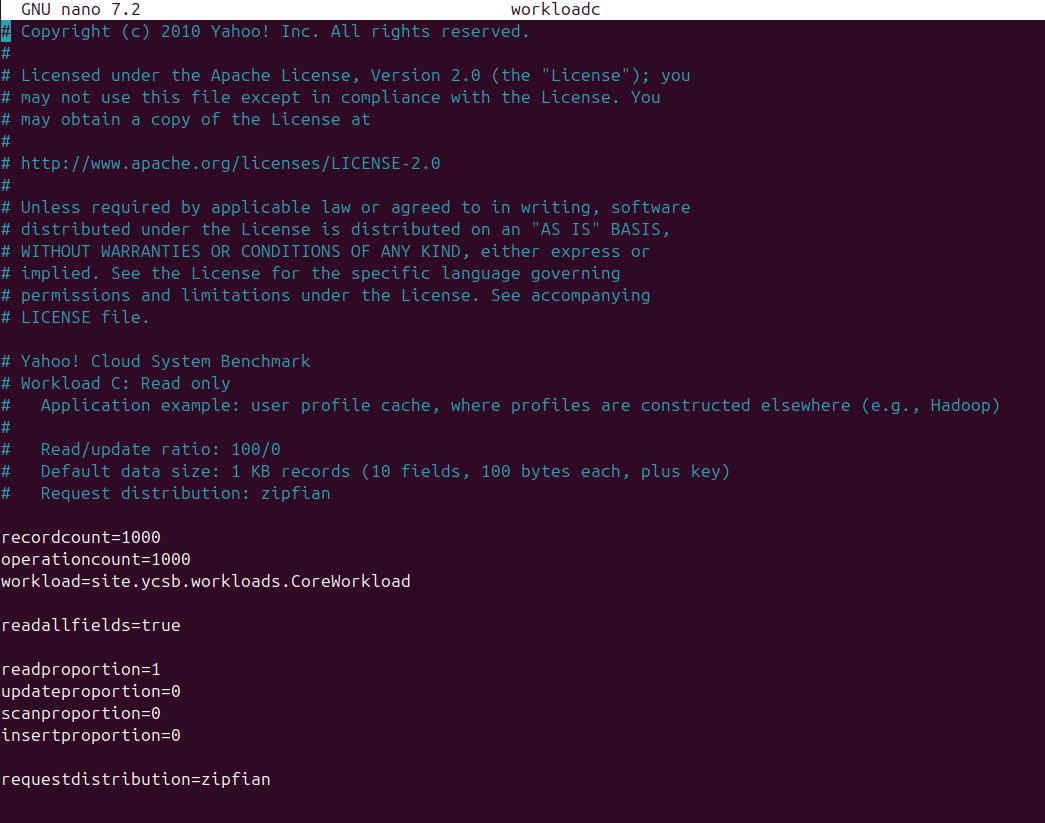 GNU nano 7.2 workloadc
# Copyright (c) 2010 Yahoo! Inc. All rights reserved.
#
# Licensed under the Apache License, Version 2.0 (the "License"); you
# may not use this file except in compliance with the License. You
# may obtain a copy of the License at
#
# http://www.apache.org/licenses/LICENSE-2.0
#
# Unless required by applicable law or agreed to in writing, software
# distributed under the License is distributed on an "AS IS" BASIS,
# WITHOUT WARRANTIES OR CONDITIONS OF ANY KIND, either express or
# implied. See the License for the specific language governing
# permissions and limitations under the License. See accompanying
# LICENSE file.

# Yahoo! Cloud System Benchmark
# Workload C: Read only
#   Application example: user profile cache, where profiles are constructed elsewhere (e.g., Hadoop)
#
#   Read/update ratio: 100/0
#   Default data size: 1 KB records (10 fields, 100 bytes each, plus key)
#   Request distribution: zipfian

recordcount=1000
operationcount=1000
workload=site.ycsb.workloads.CoreWorkload

readallfields=true

readproportion=1
updateproportion=0
scanproportion=0
insertproportion=0

requestdistribution=zipfian